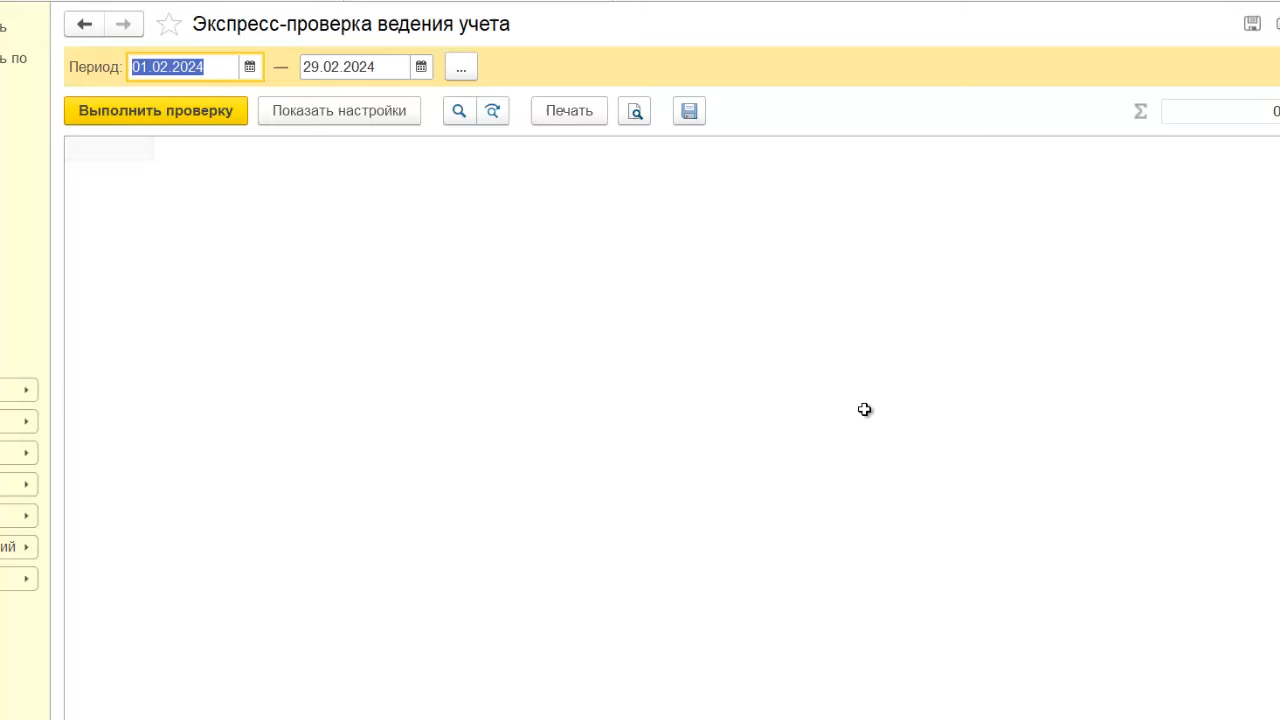 ь
ь по
Экспресс-проверка ведения учета
Период: 01.02.2024 — 29.02.2024 ...
Выполнить проверку Показать настройки Печать Σ 0
ий